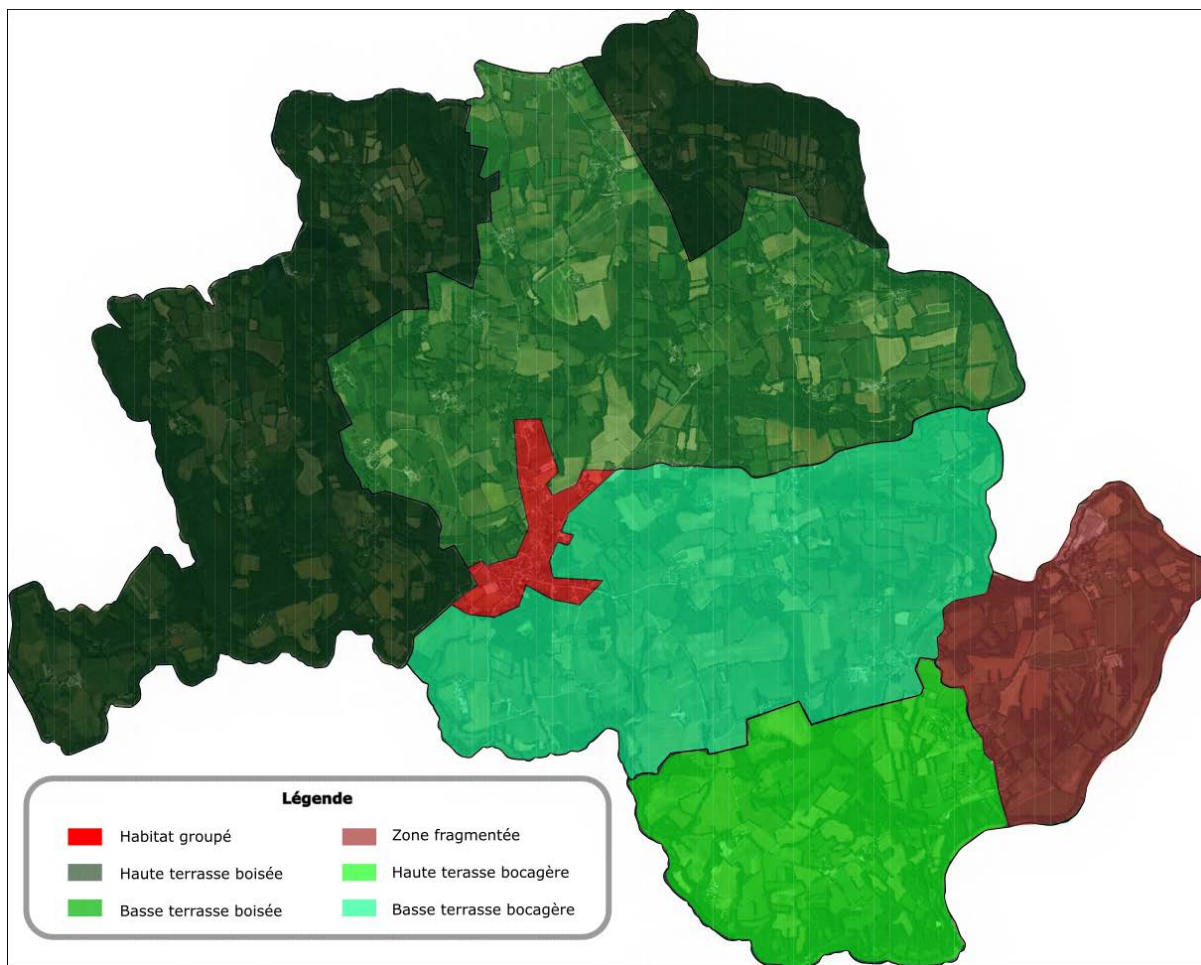 Légende
Habitat groupé
Zone fragmentée
Haute terrasse boisée
Haute terasse bocagère
Basse terrasse boisée
Basse terrasse bocagère